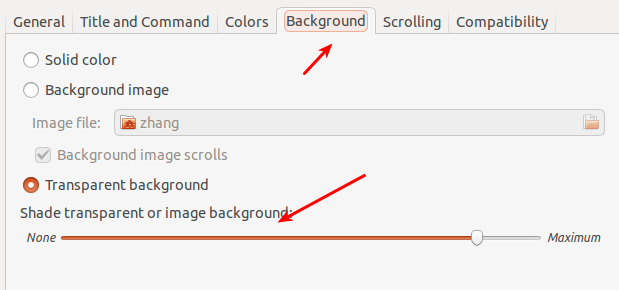 General Title and Command Colors Background Scrolling Compatibility
Solid color
Background image
Image file: zhang
Background image scrolls
Transparent background
Shade transparent or image background:
None Maximum